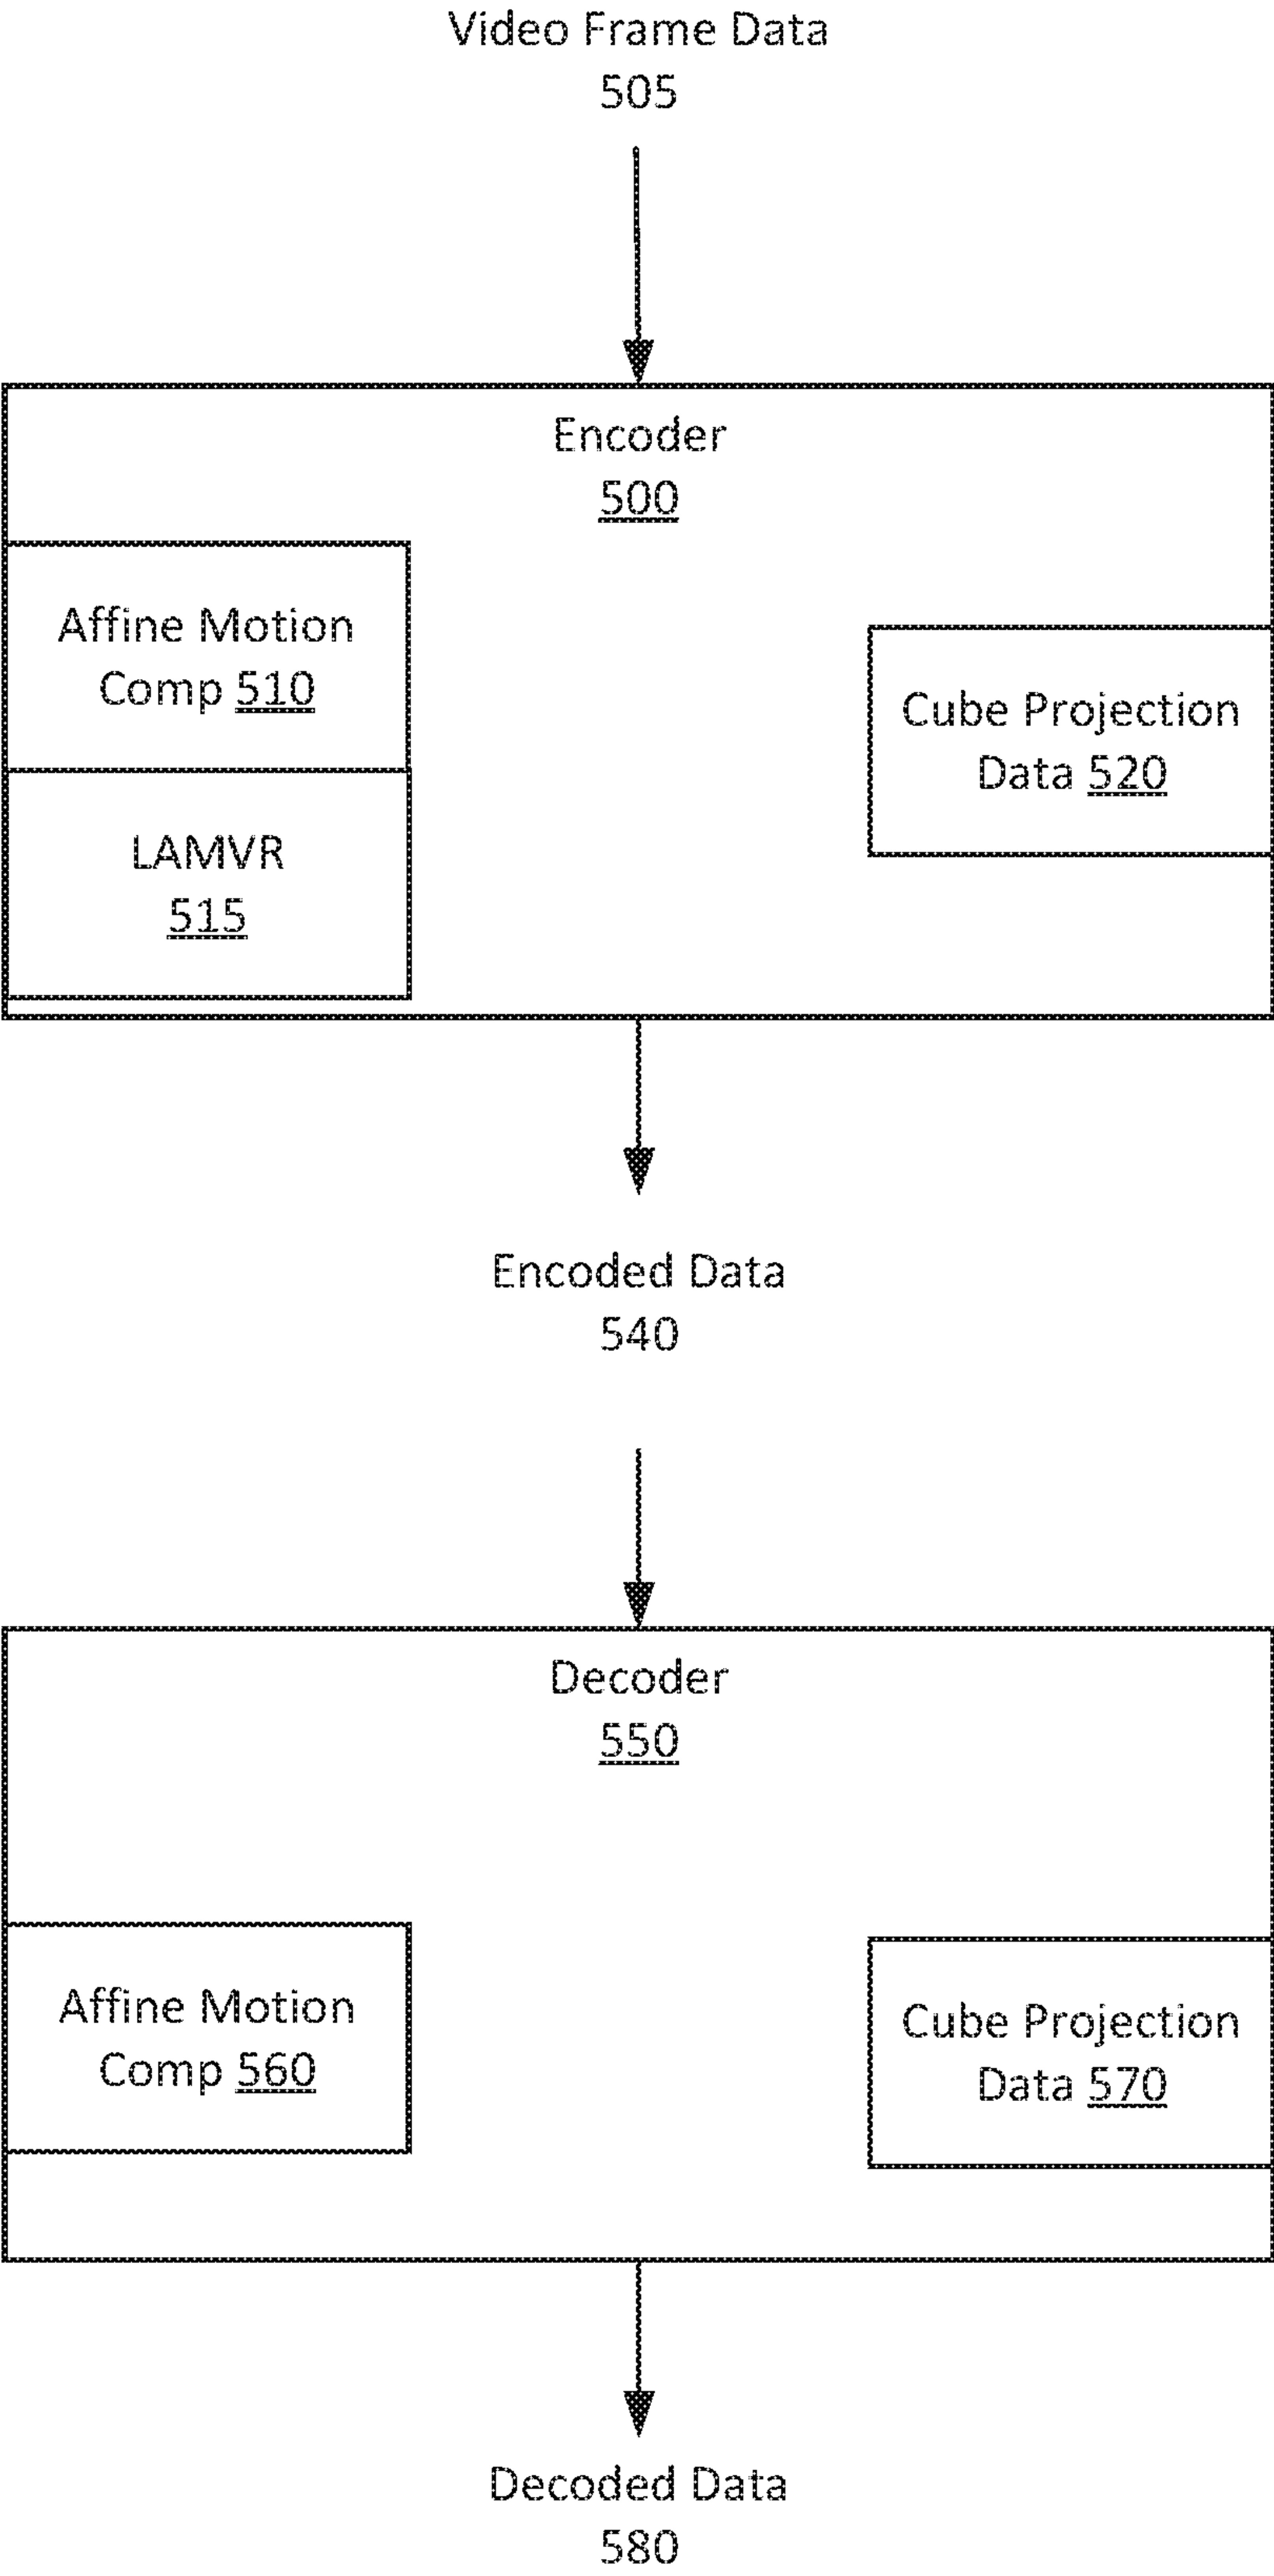 Video Frame Data
505
Encoder
500
Affine Motion
Comp 510
LAMVR
515
Cube Projection
Data 520
Encoded Data
540
Decoder
550
Affine Motion
Comp 560
Cube Projection
Data 570
Decoded Data
580